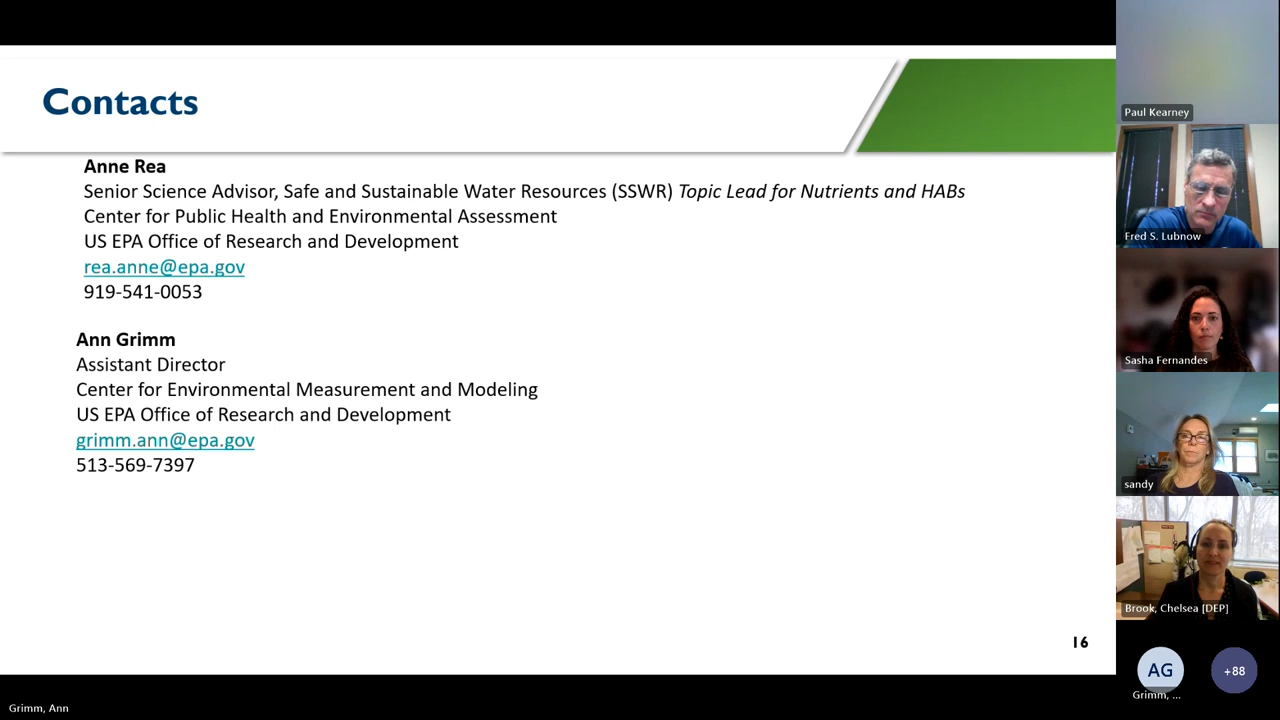 Contacts
Anne Rea
Senior Science Advisor, Safe and Sustainable Water Resources (SSWR) Topic Lead for Nutrients and HABs
Center for Public Health and Environmental Assessment
US EPA Office of Research and Development
rea.anne@epa.gov
919-541-0053
Ann Grimm
Assistant Director
Center for Environmental Measurement and Modeling
US EPA Office of Research and Development
grimm.ann@epa.gov
513-569-7397
16
Grimm, Ann
Paul Kearney
Fred S. Lubnow
Sasha Fernandes
sandy
Brook, Chelsea [DEP]
AG
Grimm, ...
+88